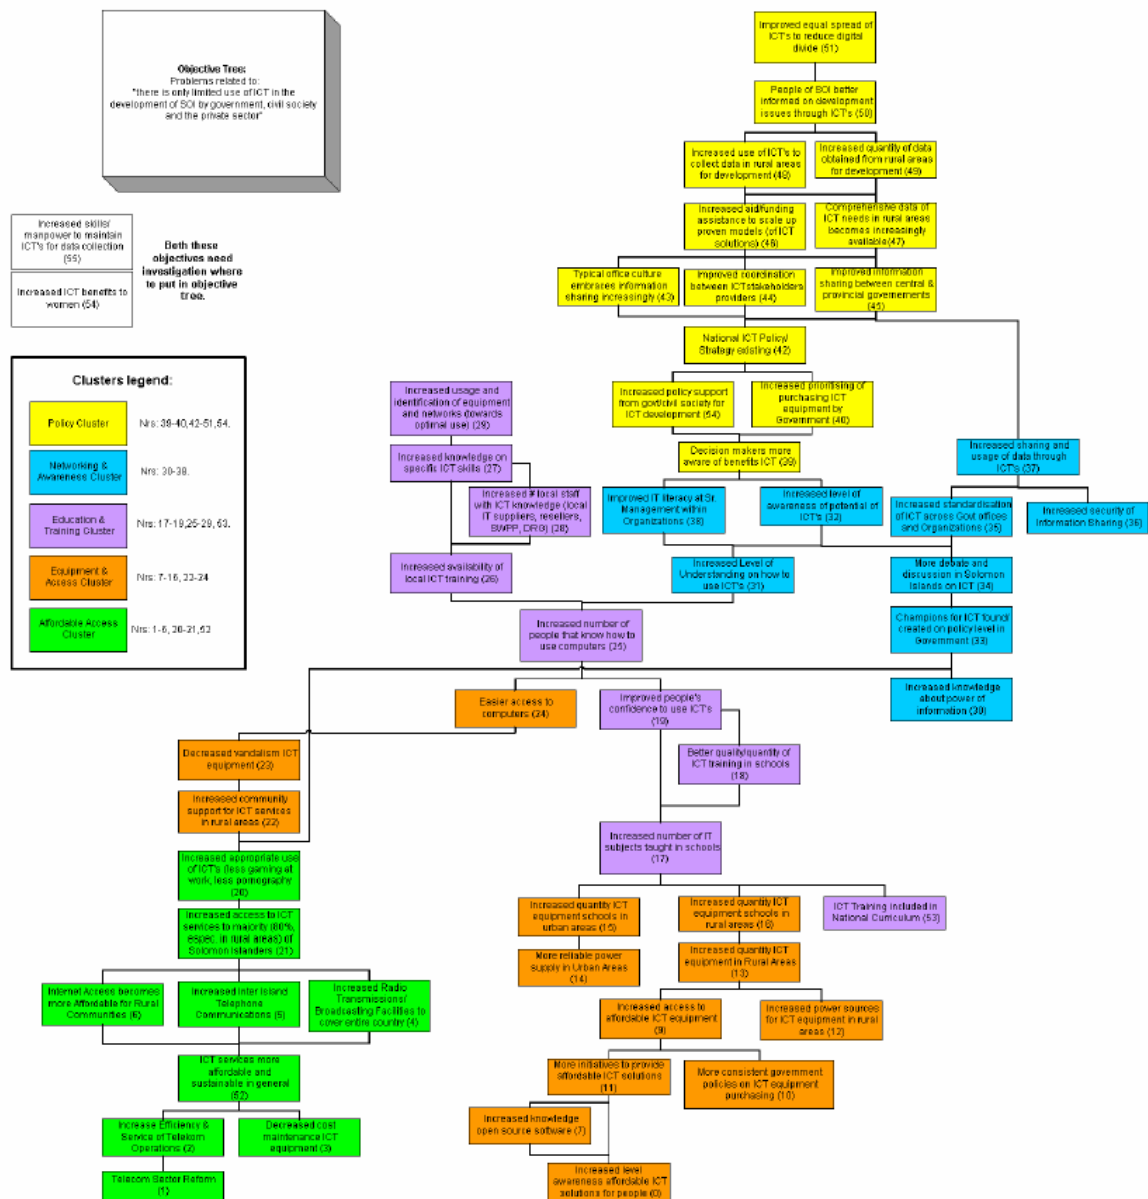 Objective Tree:
Problems related to:
"there is only limited use of ICT in the
development of SOI by government, civil society
and the private sector"
Increased skills/
manpower to maintain
ICT's for data collection
(55)
Increased ICT benefits to
women (54)
Both these
objectives need
investigation where
to put in objective
tree.
Clusters legend:
Policy Cluster
Nrs: 39-40,42-51,54.
Networking &
Awareness Cluster
Nrs: 30-38.
Education &
Training Cluster
Nrs: 17-19,25-29, 53.
Equipment &
Access Cluster
Nrs: 7-16, 22-24
Affordable Access
Cluster
Nrs: 1-6, 20-21,52
Improved equal spread of
ICT's to reduce digital
divide (51)
People of SOI better
informed on development
issues through ICT's (50)
Increased use of ICT's to
collect data in rural areas
for development (48)
Increased quantity of data
obtained from rural areas
for development (49)
Increased aid/funding
assistance to scale up
proven models (of ICT
solutions) (46)
Comprehensive data of
ICT needs in rural areas
becomes increasingly
available (47)
Typical office culture
embraces information
sharing increasingly (43)
Improved coordination
between ICT stakeholders
providers (44)
Improved information
sharing between central &
provincial governements
(45)
National ICT Policy/
Strategy existing (42)
Increased policy support
from govt/civil society for
ICT development (54)
Increased prioritising of
purchasing ICT
equipment by
Government (40)
Decision makers more
aware of benefits ICT (39)
Increased usage and
identification of equipment
and networks (towards
optimal use) (29)
Increased knowledge on
specific ICT skills (27)
Increased # local staff
with ICT knowledge (local
IT suppliers, resellers,
SWPP, DRG) (28)
Increased availability of
local ICT training (26)
Improved IT literacy at Sr.
Management within
Organizations (38)
Increased level of
awareness of potential of
ICT's (32)
Increased sharing and
usage of data through
ICT's (37)
Increased standardisation
of ICT across Govt offices
and Organizations (35)
Increased security of
Information Sharing (36)
Increased Level of
Understanding on how to
use ICT's (31)
More debate and
discussion in Solomon
Islands on ICT (34)
Champions for ICT found/
created on policy level in
Government (33)
Increased knowledge
about power of
information (30)
Increased number of
people that know how to
use computers (25)
Easier access to
computers (24)
Improved people's
confidence to use ICT's
(19)
Better quality/quantity of
ICT training in schools
(18)
Decreased vandalism ICT
equipment (23)
Increased community
support for ICT services
in rural areas (22)
Increased number of IT
subjects taught in schools
(17)
Increased appropriate use
of ICT's (less gaming at
work, less pornography)
(20)
Increased access to ICT
services to majority (80%,
espec. in rural areas) of
Solomon Islanders (21)
Increased quantity ICT
equipment schools in
urban areas (15)
Increased quantity ICT
equipment schools in
rural areas (16)
ICT Training included in
National Curriculum (53)
More reliable power
supply in Urban Areas
(14)
Increased quantity ICT
equipment in Rural Areas
(13)
Internet Access becomes
more Affordable for Rural
Communities (6)
Increased Inter Island
Telephone
Communications (5)
Increased Radio
Transmissions/
Broadcasting Facilities to
cover entire country (4)
Increased access to
affordable ICT equipment
(9)
Increased power sources
for ICT equipment in rural
areas (12)
ICT services more
affordable and
sustainable in general
(52)
More initiatives to provide
affordable ICT solutions
(11)
More consistent government
policies on ICT equipment
purchasing (10)
Increase Efficiency &
Service of Telekom
Operations (2)
Decreased cost
maintenance ICT
equipment (3)
Increased knowledge
open source software (7)
Telecom Sector Reform
(1)
Increased level
awareness affordable ICT
solutions for people